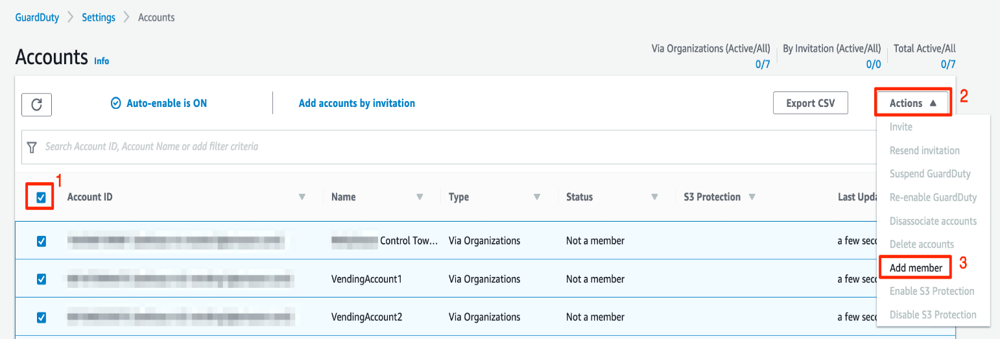 GuardDuty Settings Accounts
Accounts Info
Via Organizations (Active/All) By Invitation (Active/All) Total Active/All
0/7 0/0 0/7
Auto-enable is ON Add accounts by invitation Export CSV Actions 2
Invite
Search Account ID, Account Name or add filter criteria
Resend invitation
Suspend GuardDuty
1
Account ID Name Type Status S3 Protection Last Upda
Re-enable GuardDuty
Disassociate accounts
Control Tow... Via Organizations Not a member a few seco
Delete accounts
Add member 3
VendingAccount1 Via Organizations Not a member a few seco
Enable S3 Protection
VendingAccount2 Via Organizations Not a member a few seco
Disable S3 Protection